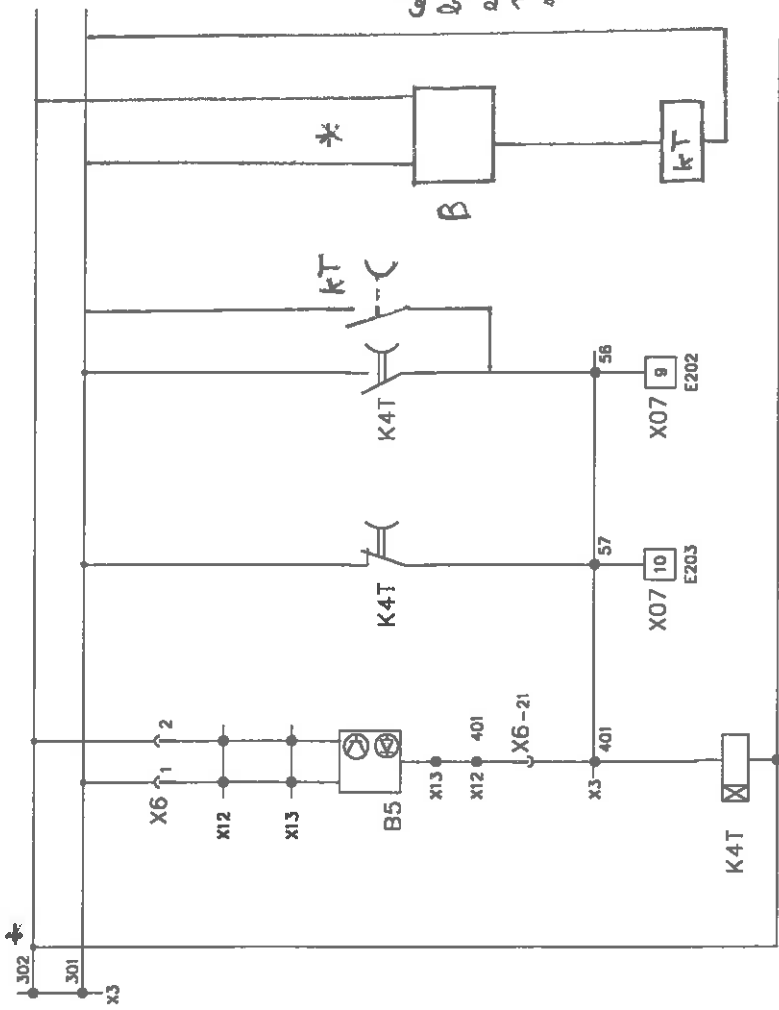 302 +
301
X3
X6 1 2
X12
X13
kT *
K4T K4T
B5
B
X13
X12 401
X6-21
X3 401 57 56
X07 10 X07 9
E203 E202
kT
K4T